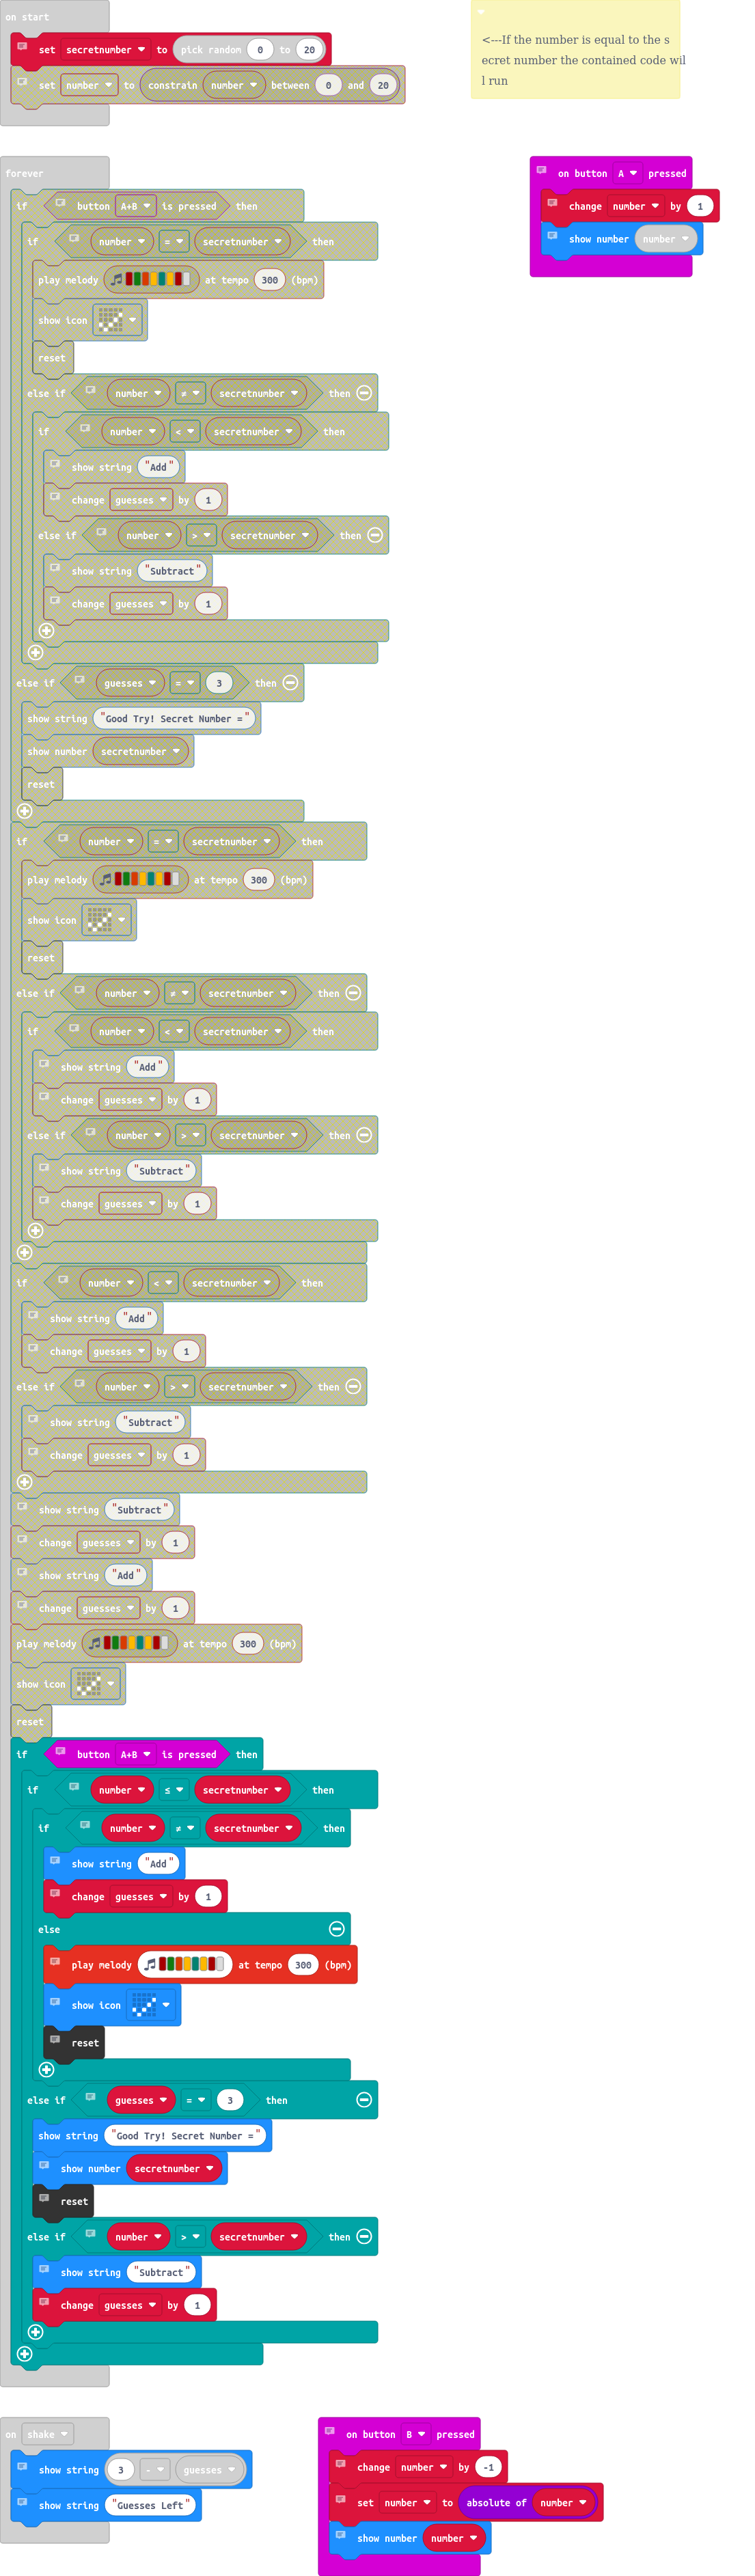 on start
set secretnumber to pick random 0 to 20
set number to constrain number between 0 and 20
<---If the number is equal to the s
ecret number the contained code wil
l run
forever
if button A+B is pressed then
if number = secretnumber then
play melody at tempo 300 (bpm)
show icon
reset
else if number ≠ secretnumber then
if number < secretnumber then
show string "Add"
change guesses by 1
else if number > secretnumber then
show string "Subtract"
change guesses by 1
else if guesses = 3 then
show string "Good Try! Secret Number ="
show number secretnumber
reset
if number = secretnumber then
play melody at tempo 300 (bpm)
show icon
reset
else if number ≠ secretnumber then
if number < secretnumber then
show string "Add"
change guesses by 1
else if number > secretnumber then
show string "Subtract"
change guesses by 1
if number < secretnumber then
show string "Add"
change guesses by 1
else if number > secretnumber then
show string "Subtract"
change guesses by 1
show string "Subtract"
change guesses by 1
show string "Add"
change guesses by 1
play melody at tempo 300 (bpm)
show icon
reset
if button A+B is pressed then
if number ≤ secretnumber then
if number ≠ secretnumber then
show string "Add"
change guesses by 1
else
play melody at tempo 300 (bpm)
show icon
reset
else if guesses = 3 then
show string "Good Try! Secret Number ="
show number secretnumber
reset
else if number > secretnumber then
show string "Subtract"
change guesses by 1
on button A pressed
change number by 1
show number number
on shake
show string 3 - guesses
show string "Guesses Left"
on button B pressed
change number by -1
set number to absolute of number
show number number